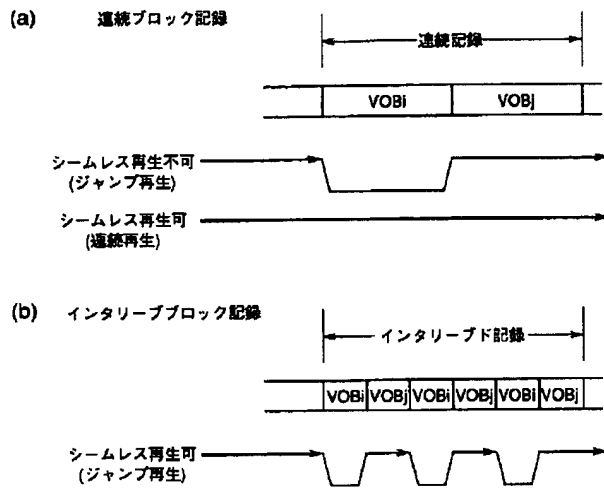 (a) 連続ブロック記録
連続記録
VOBi VOBj
シームレス再生不可
(ジャンプ再生)
シームレス再生可
(連続再生)
(b) インタリーブブロック記録
インタリーブド記録
VOBi VOBj VOBi VOBj VOBi VOBj
シームレス再生可
(ジャンプ再生)